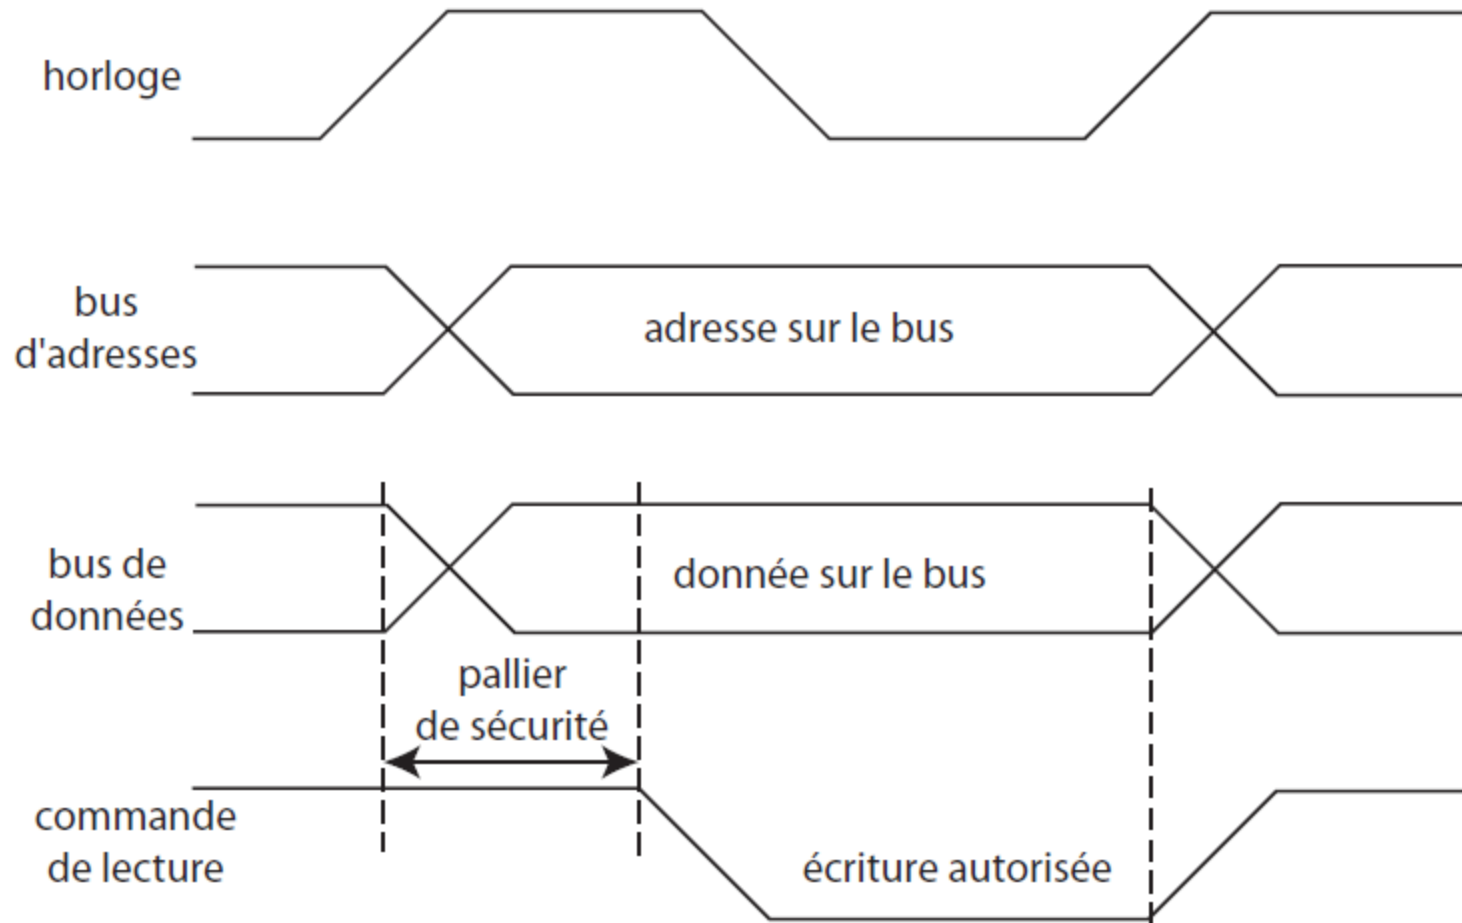 horloge
bus
d'adresses
adresse sur le bus
bus de
données
donnée sur le bus
pallier
de sécurité
commande
de lecture
écriture autorisée